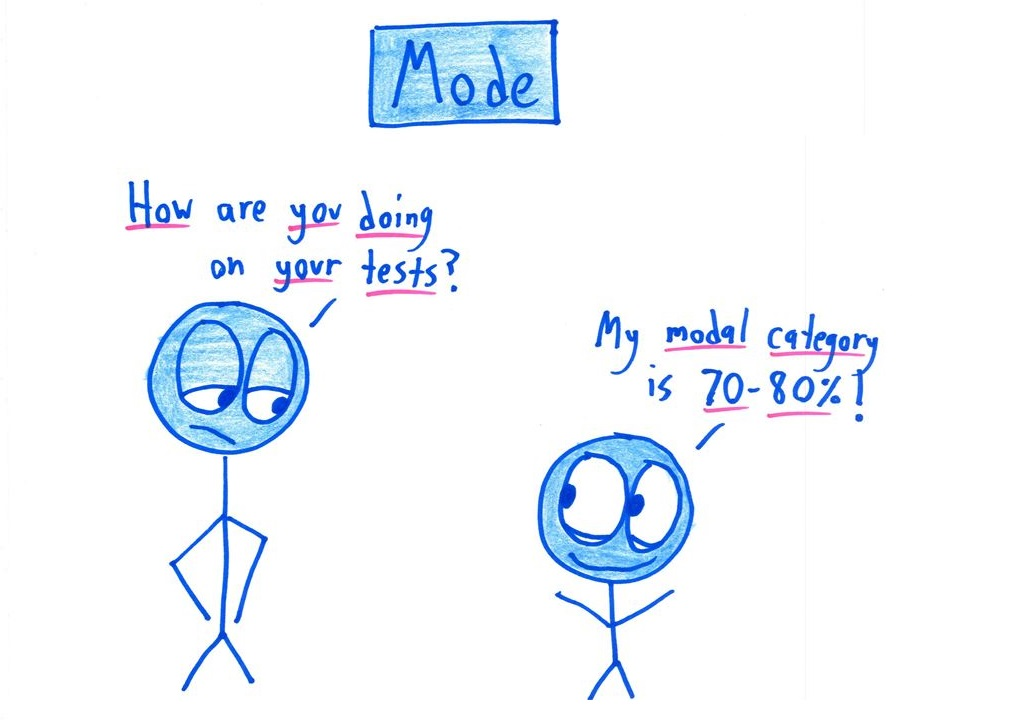 Mode
How are you doing
on your tests?
My modal category
is 70-80%!